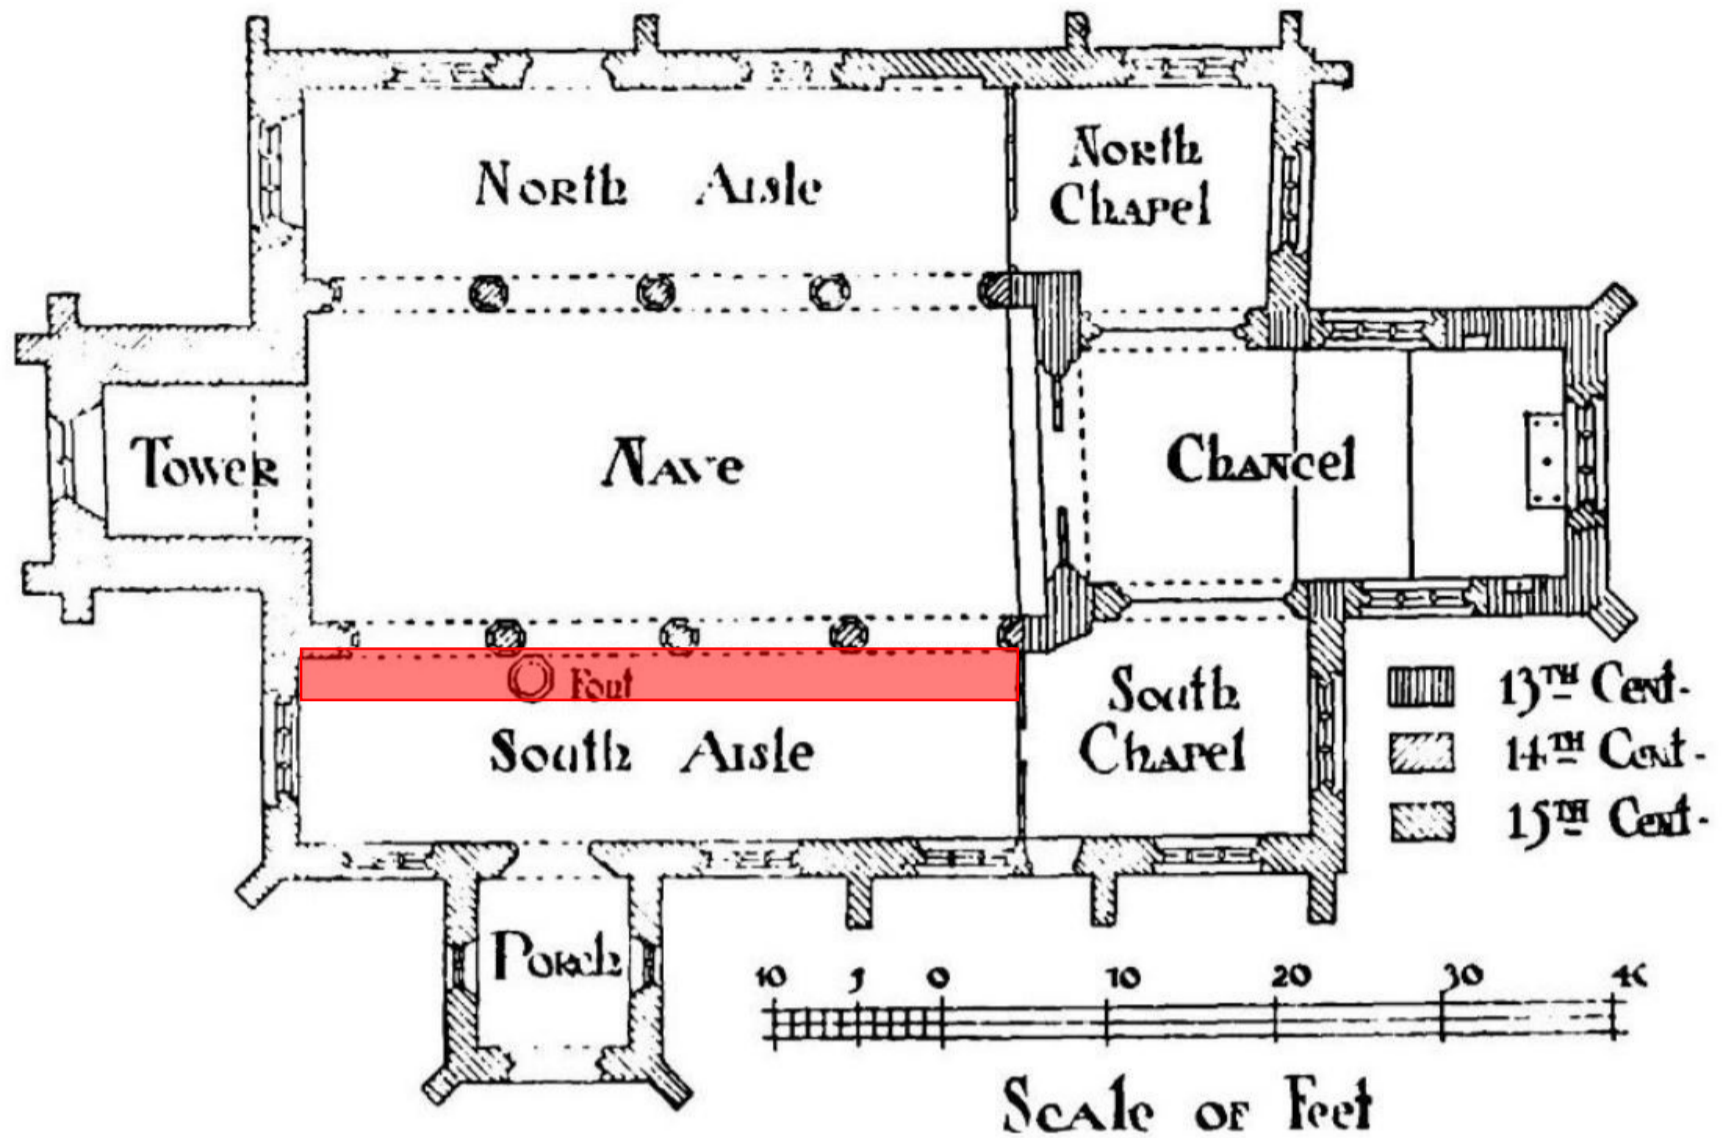 North Aisle
North
Chapel
Tower
Nave
Chancel
Font
South Aisle
South
Chapel
13TH Cent-
14TH Cent-
15TH Cent-
Porch
10 5 0 10 20 30 40
Scale of Feet